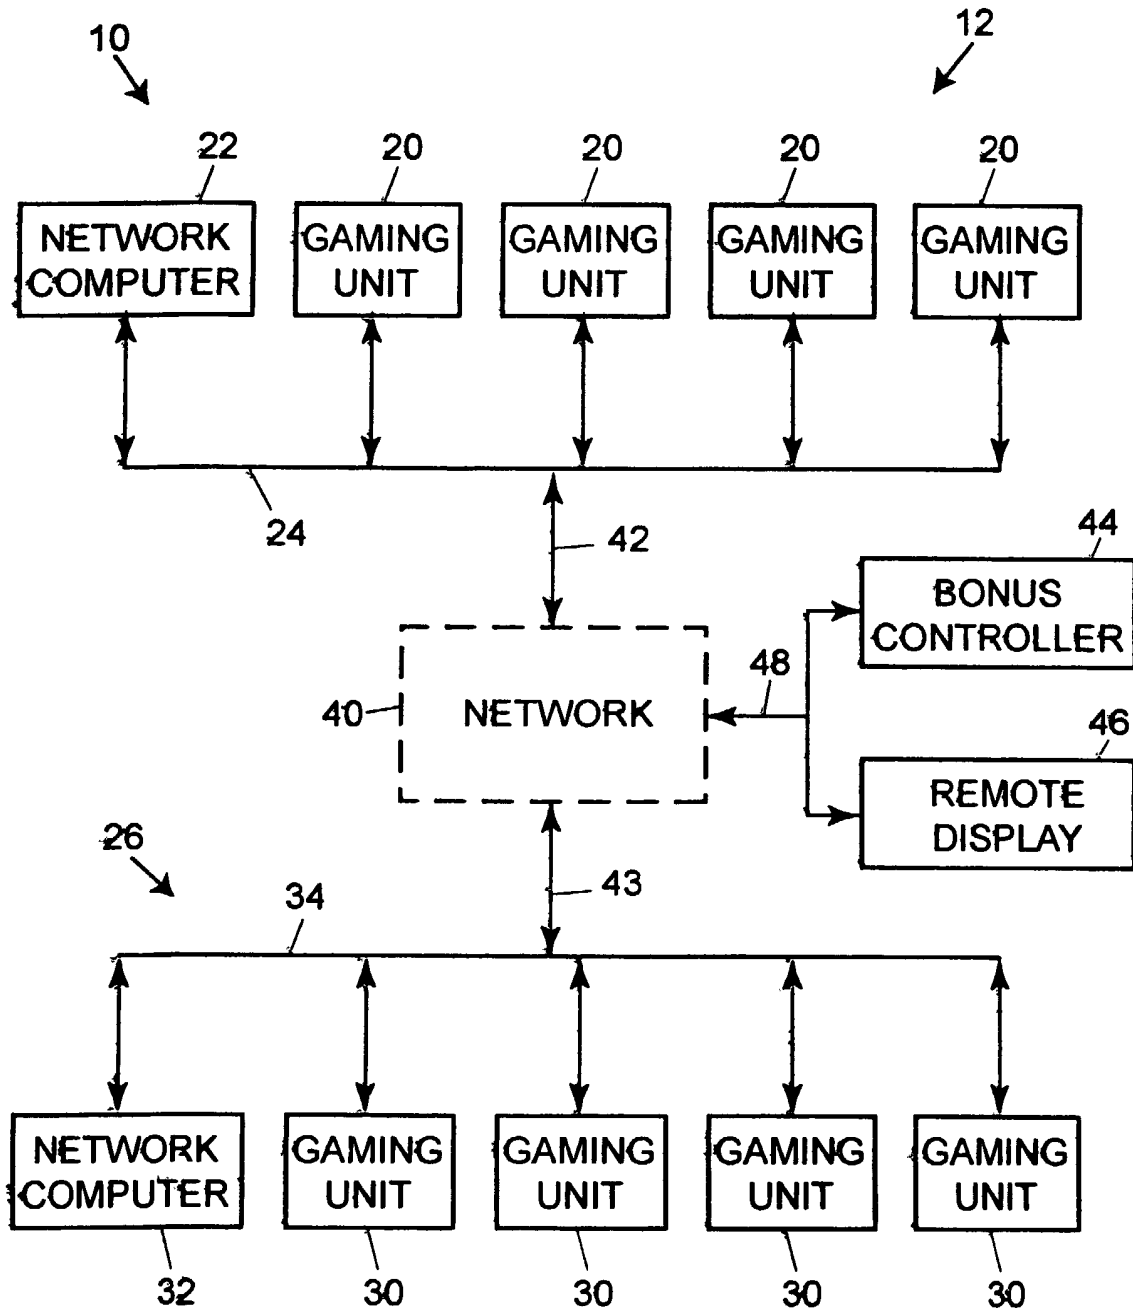 10
12
22
20
20
20
20
NETWORK
COMPUTER
GAMING
UNIT
GAMING
UNIT
GAMING
UNIT
GAMING
UNIT
24
42
44
BONUS
CONTROLLER
40
NETWORK
48
46
REMOTE
DISPLAY
26
34
43
NETWORK
COMPUTER
GAMING
UNIT
GAMING
UNIT
GAMING
UNIT
GAMING
UNIT
32
30
30
30
30